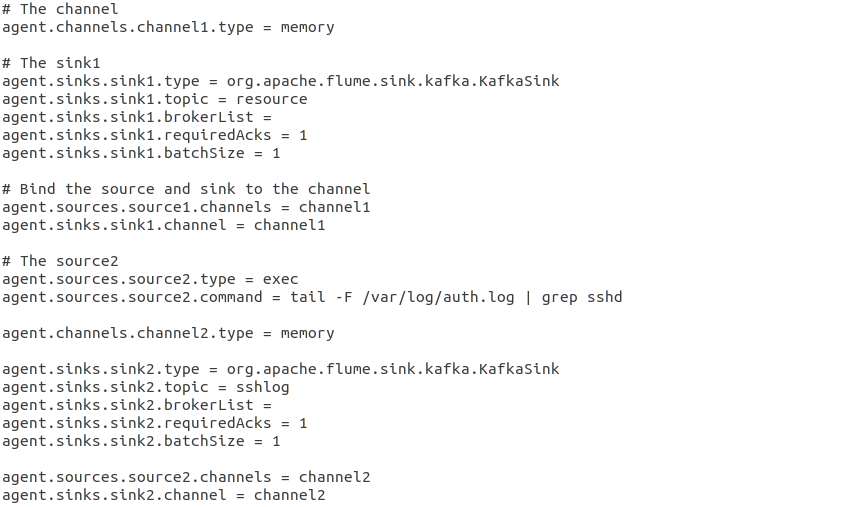 # The channel
agent.channels.channel1.type = memory
# The sink1
agent.sinks.sink1.type = org.apache.flume.sink.kafka.KafkaSink
agent.sinks.sink1.topic = resource
agent.sinks.sink1.brokerList =
agent.sinks.sink1.requiredAcks = 1
agent.sinks.sink1.batchSize = 1
# Bind the source and sink to the channel
agent.sources.source1.channels = channel1
agent.sinks.sink1.channel = channel1
# The source2
agent.sources.source2.type = exec
agent.sources.source2.command = tail -F /var/log/auth.log | grep sshd
agent.channels.channel2.type = memory
agent.sinks.sink2.type = org.apache.flume.sink.kafka.KafkaSink
agent.sinks.sink2.topic = sshlog
agent.sinks.sink2.brokerList =
agent.sinks.sink2.requiredAcks = 1
agent.sinks.sink2.batchSize = 1
agent.sources.source2.channels = channel2
agent.sinks.sink2.channel = channel2